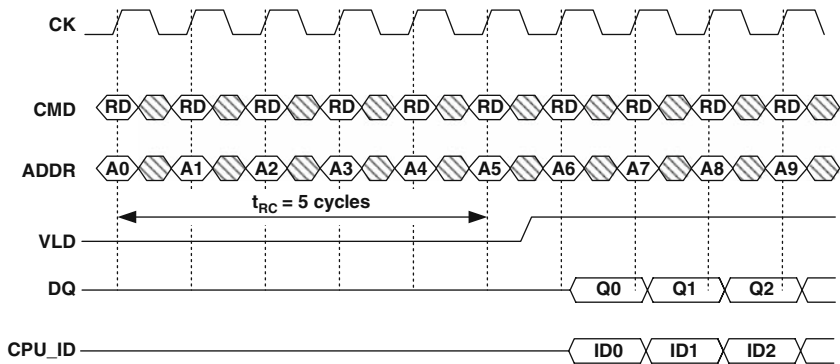 CK
CMD RD RD RD RD RD RD RD RD RD RD
ADDR A0 A1 A2 A3 A4 A5 A6 A7 A8 A9
tRC = 5 cycles
VLD
DQ Q0 Q1 Q2
CPU_ID ID0 ID1 ID2